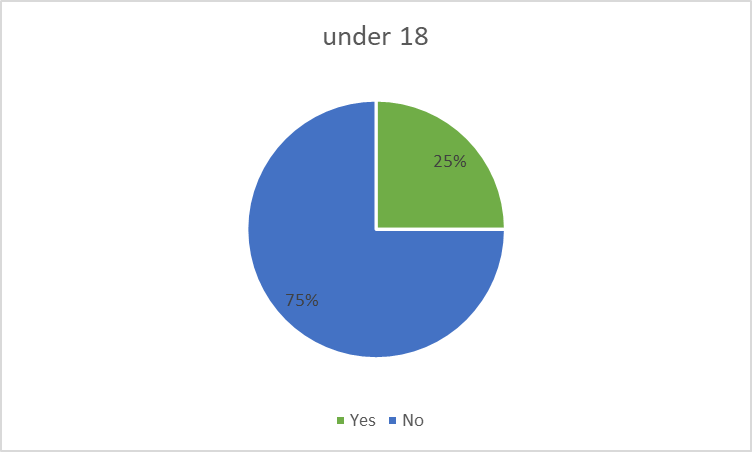 under 18
25%
75%
Yes No